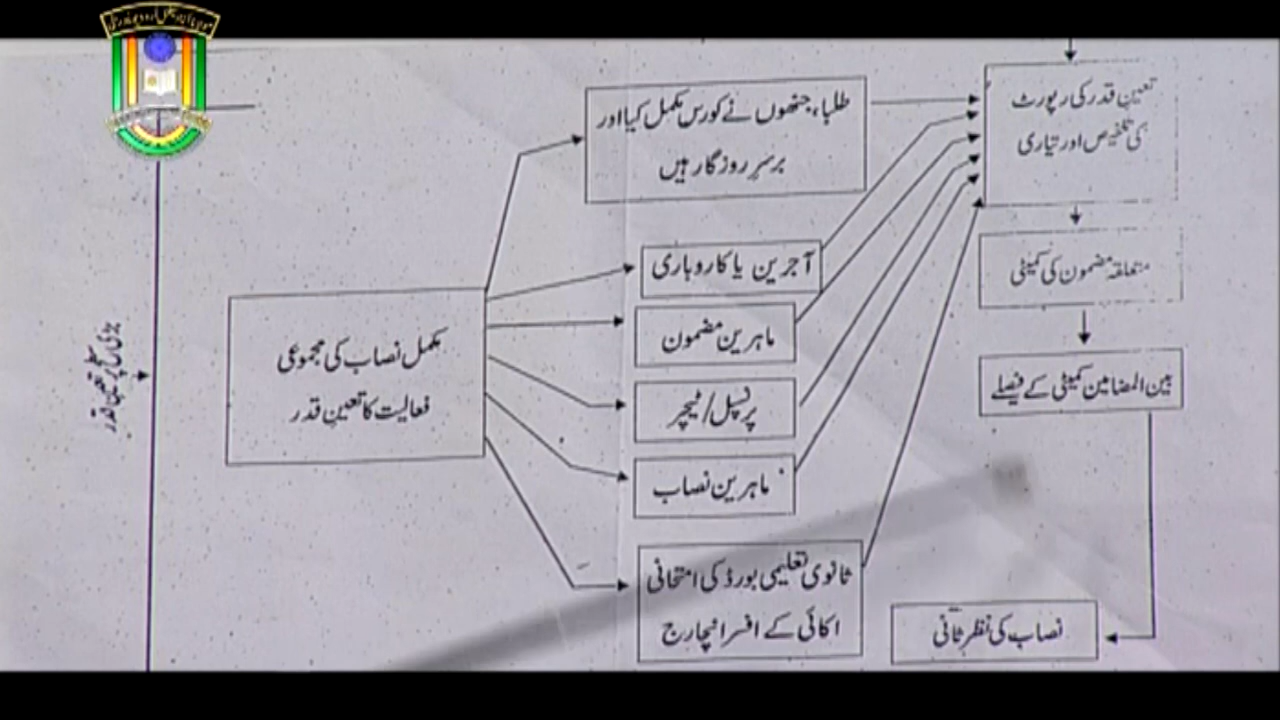 طلباء، جنھوں نے کورس مکمل کیا اور
برسرِ روزگار ہیں
تعینِ قدر کی رپورٹ
کی تلخیص اور تیاری
آجرین یا کاروباری
متعلقہ مضمون کی کمیٹی
ماہرین مضمون
مکمل نصاب کی مجموعی
فعالیت کا تعینِ قدر
پرنسپل/ٹیچر
بین المضامین کمیٹی کے فیصلے
ماہرین نصاب
ثانوی تعلیمی بورڈ کی امتحانی
اکائی کے افسر انچارج
نصاب کی نظرِ ثانی